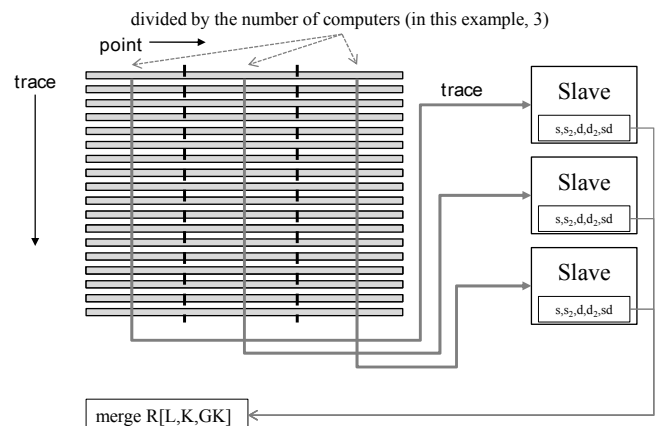 divided by the number of computers (in this example, 3)
point
trace
trace
Slave
s,s₂,d,d₂,sd
Slave
s,s₂,d,d₂,sd
Slave
s,s₂,d,d₂,sd
merge R[L,K,GK]